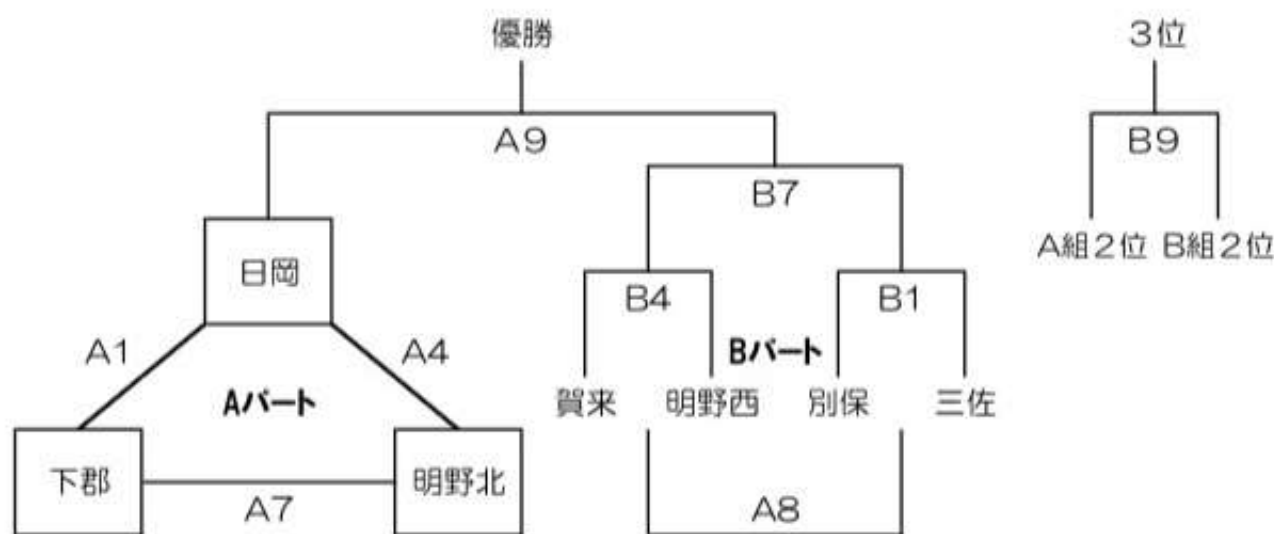 優勝
3位
A9
B9
B7
A組2位 B組2位
日岡
B4
B1
A1
A4
Aパート
Bパート
賀来
明野西
別保
三佐
下郡
明野北
A7
A8